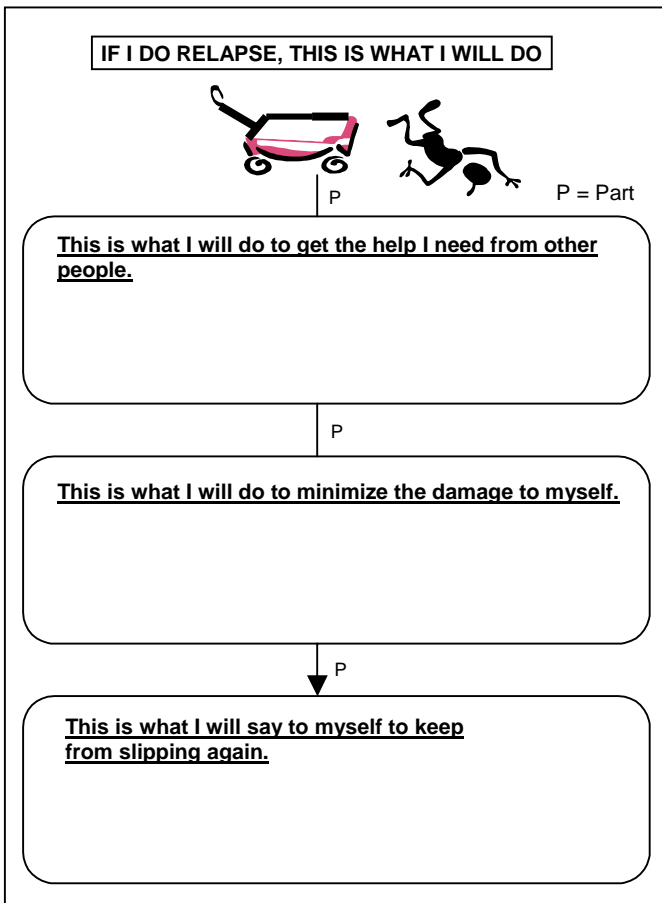 IF I DO RELAPSE, THIS IS WHAT I WILL DO
P
P = Part
This is what I will do to get the help I need from other
people.
P
This is what I will do to minimize the damage to myself.
P
This is what I will say to myself to keep
from slipping again.